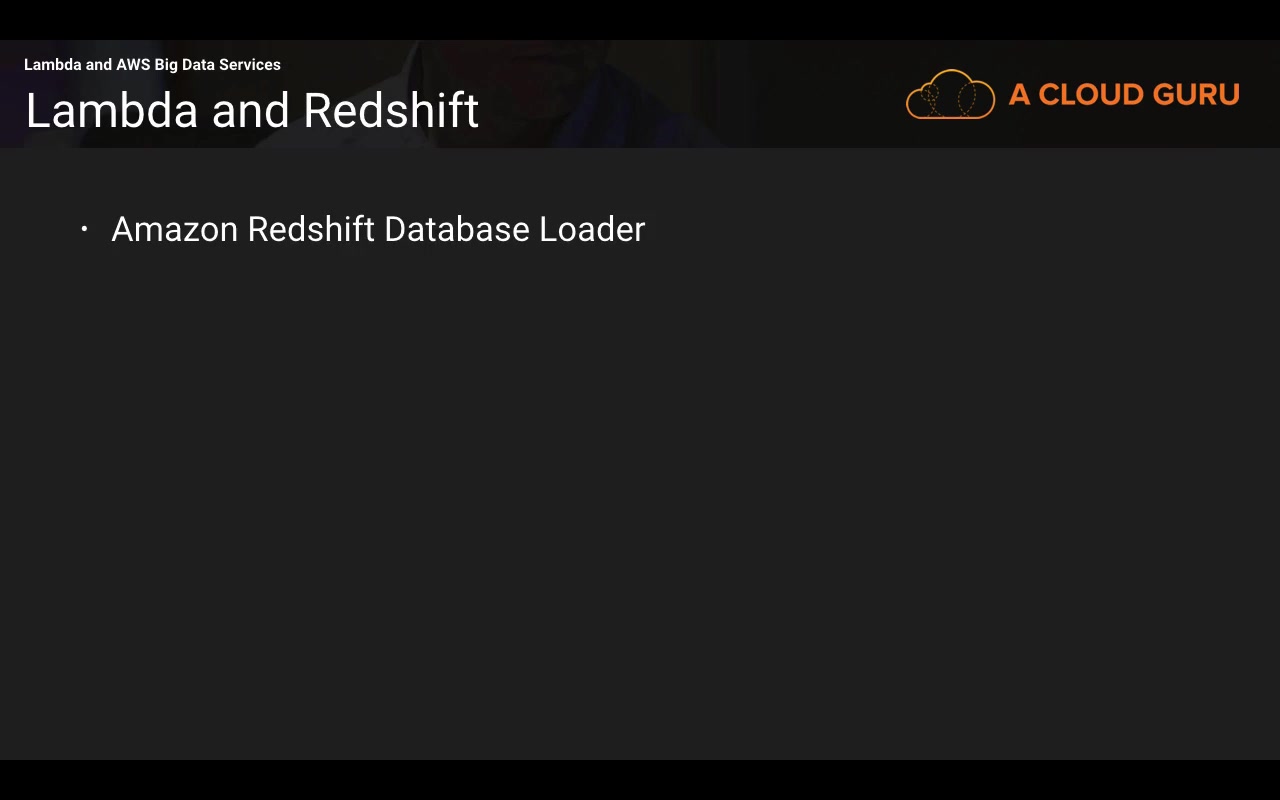 Lambda and AWS Big Data Services
Lambda and Redshift
A CLOUD GURU
• Amazon Redshift Database Loader